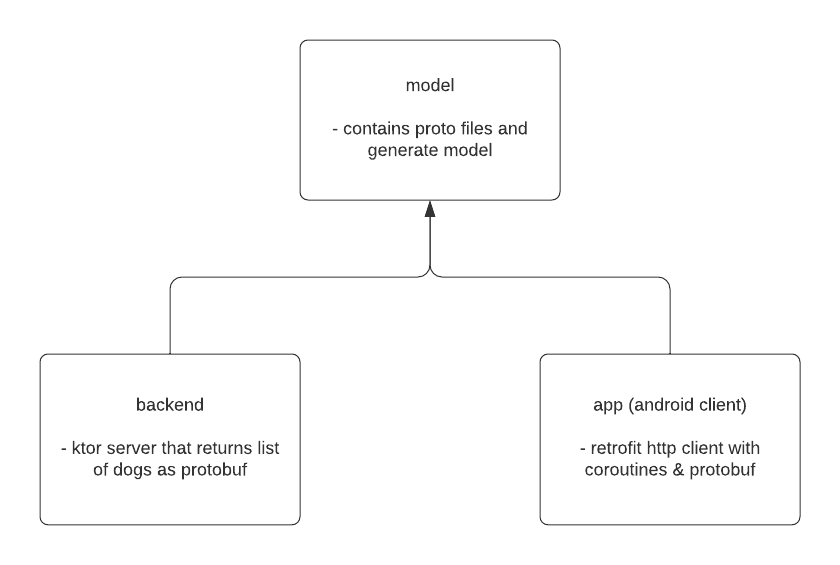 model
- contains proto files and
generate model
backend
- ktor server that returns list
of dogs as protobuf
app (android client)
- retrofit http client with
coroutines & protobuf